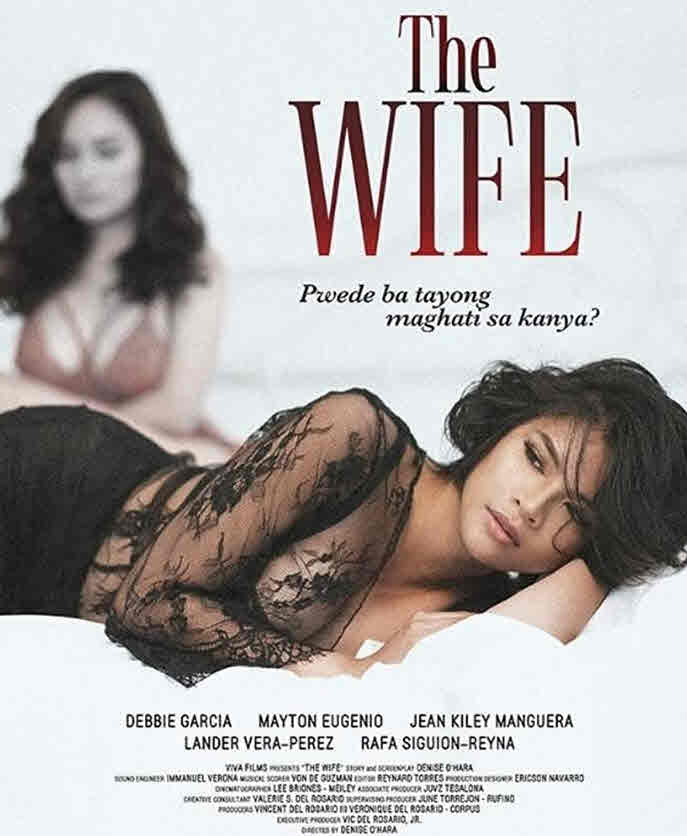 The
WIFE
Pwede ba tayong
maghati sa kanya?
DEBBIE GARCIA MAYTON EUGENIO JEAN KILEY MANGUERA
LANDER VERA-PEREZ RAFA SIGUION-REYNA
VIVA FILMS PRESENTS "THE WIFE" STORY and SCREENPLAY DENISE O'HARA
SOUND ENGINEER IMMANUEL VERONA MUSICAL SCORER VON DE GUZMAN EDITOR REYNARD TORRES PRODUCTION DESIGNER ERICSON NAVARRO
CINEMATOGRAPHER LEE BRIONES - MEILEY ASSOCIATE PRODUCER JUVZ TESALONA
CREATIVE CONSULTANT VALERIE S. DEL ROSARIO SUPERVISING PRODUCER JUNE TORREJON - RUFINO
PRODUCERS VINCENT DEL ROSARIO III VERONIQUE DEL ROSARIO - CORPUS
EXECUTIVE PRODUCER VIC DEL ROSARIO, JR.
DIRECTED BY DENISE O'HARA